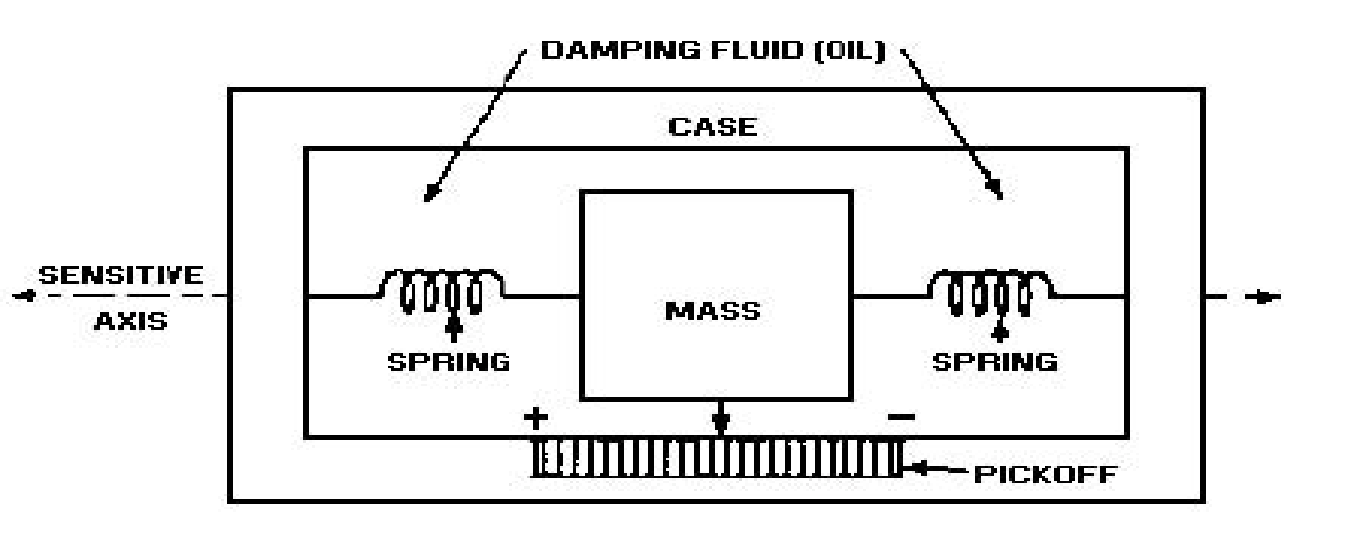 DAMPING FLUID (OIL)
CASE
SENSITIVE
AXIS
MASS
SPRING
SPRING
+
–
PICKOFF